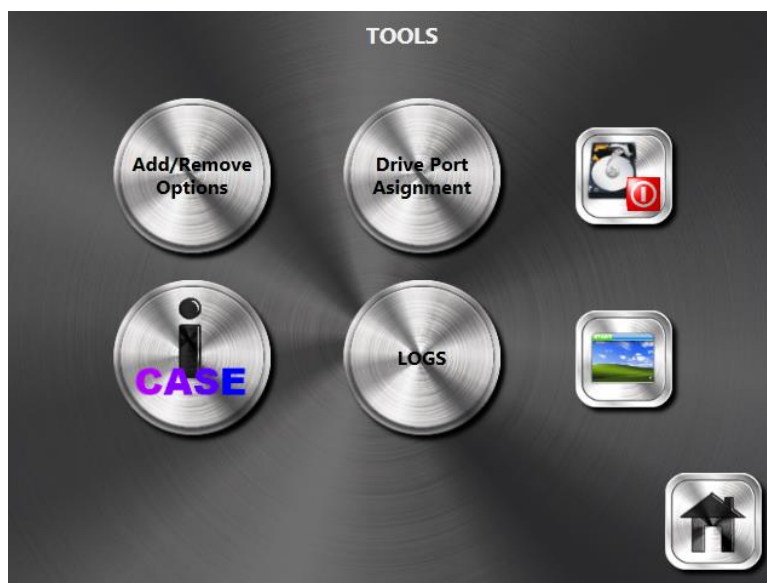 TOOLS
Add/Remove
Options
Drive Port
Asignment
i
CASE
LOGS